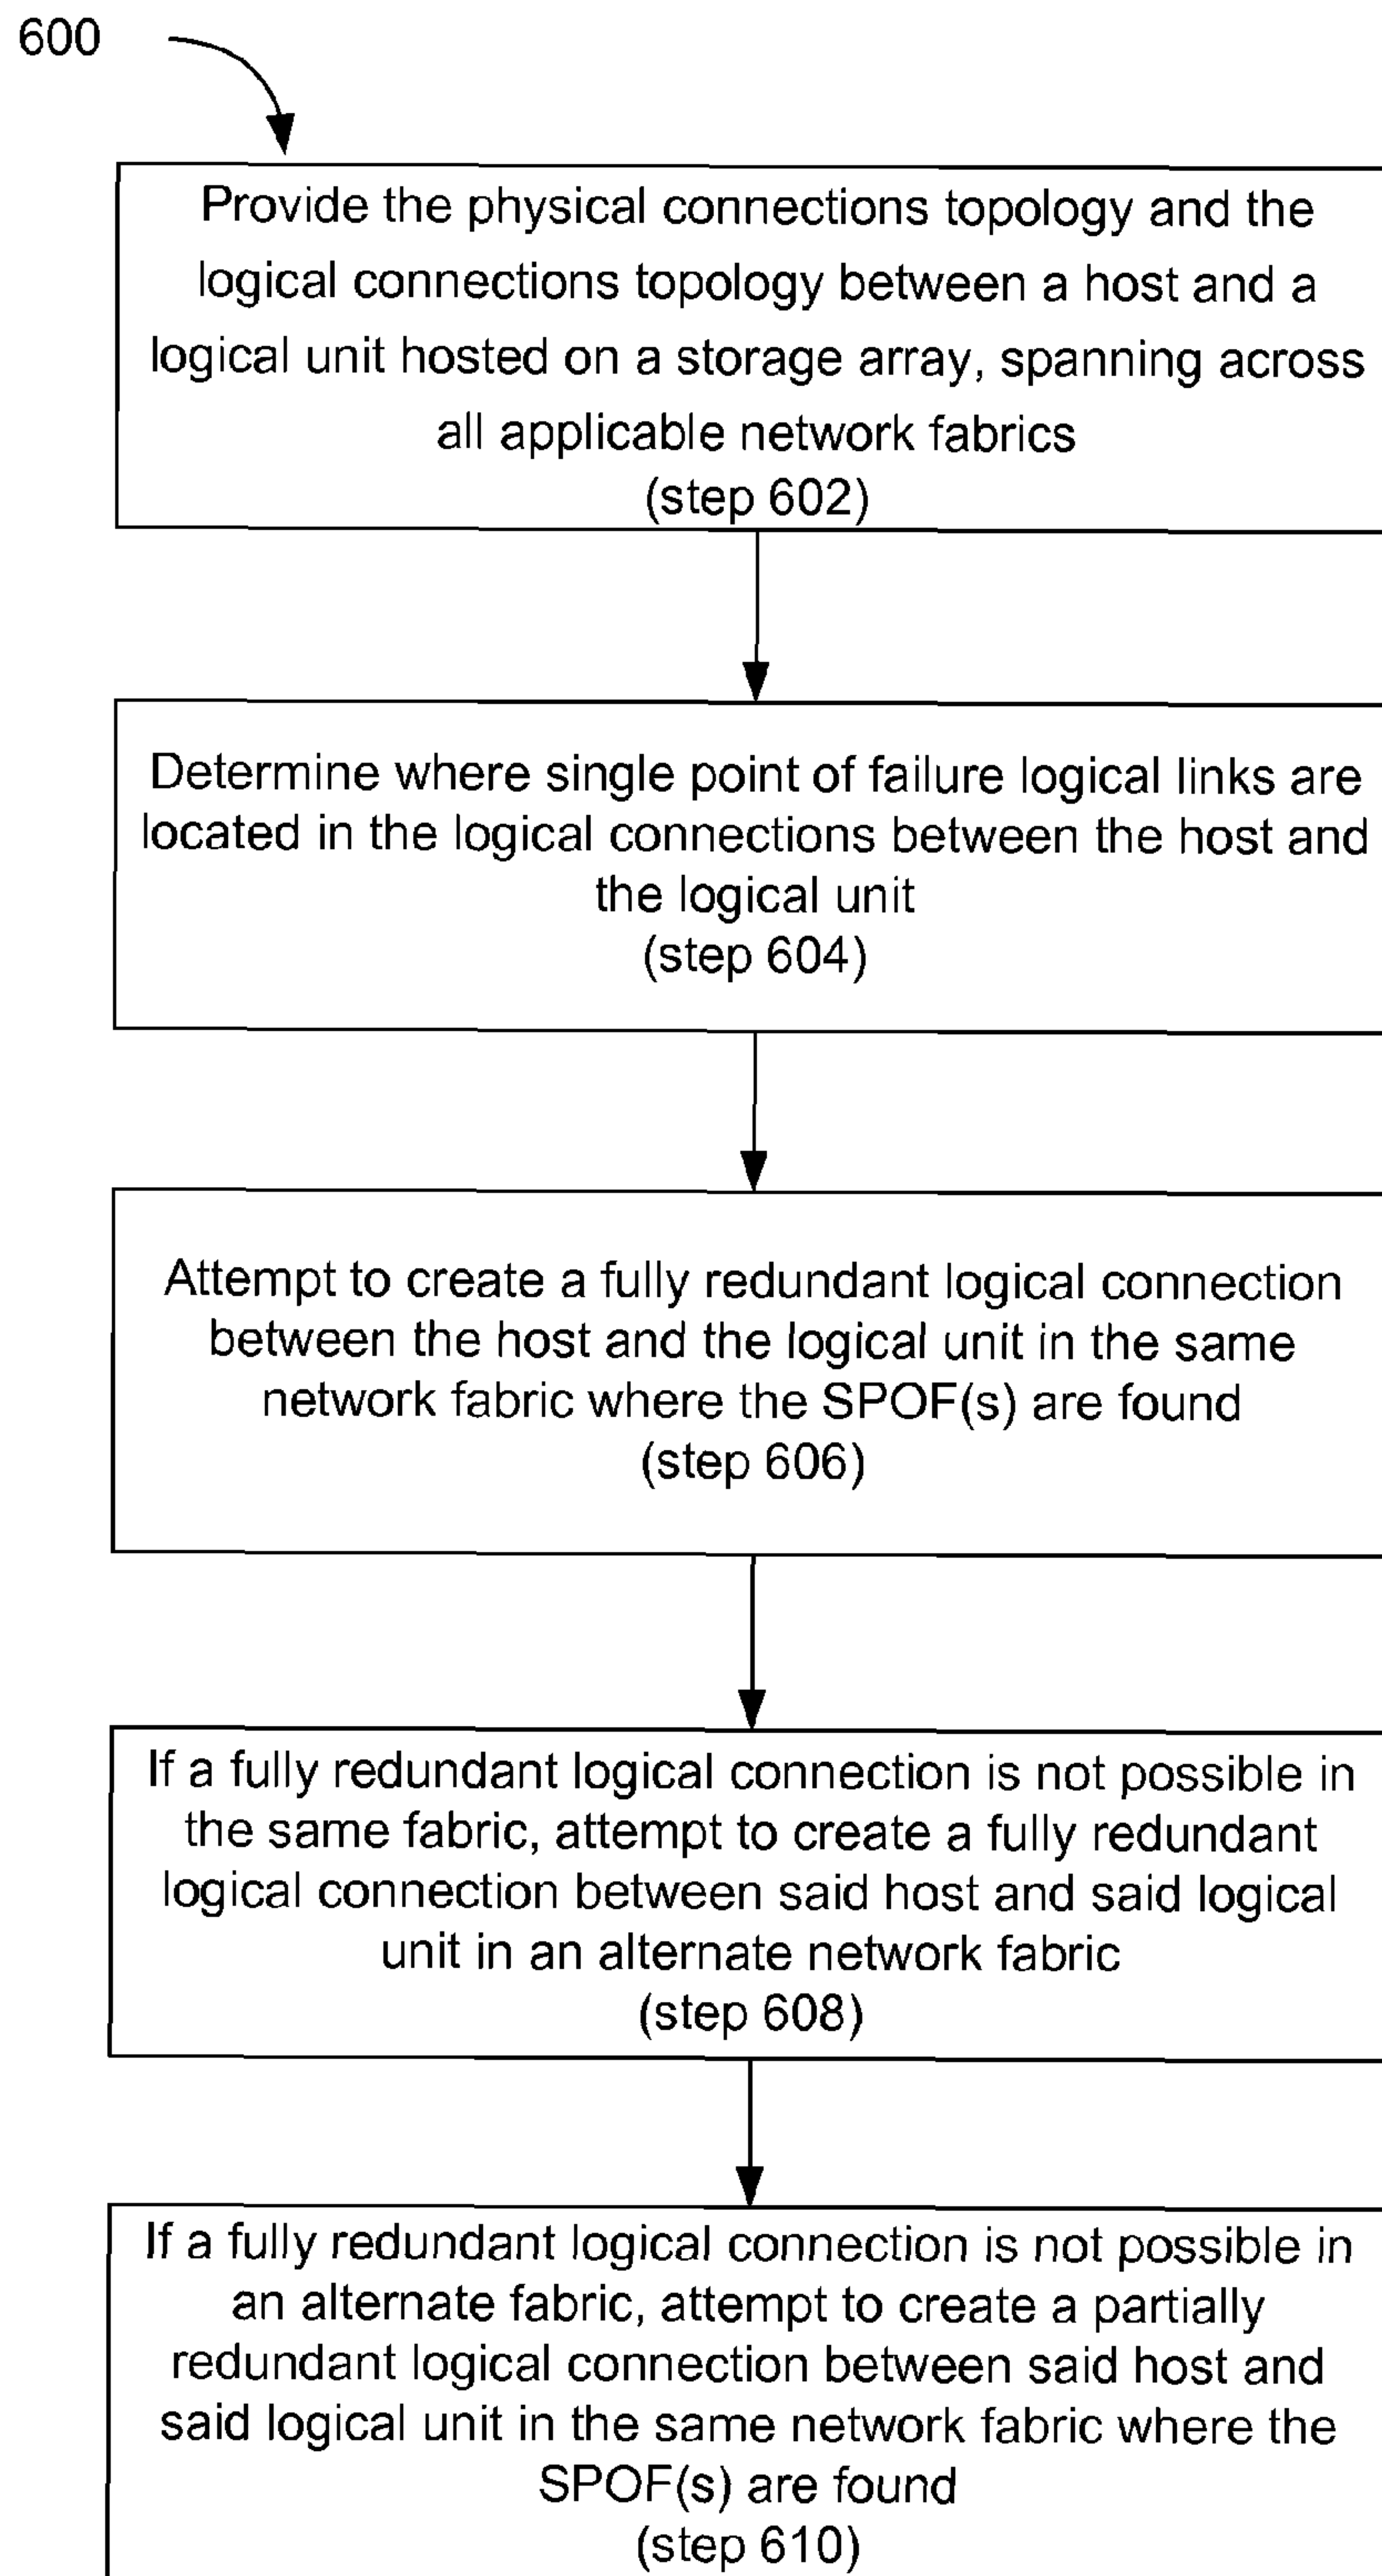 600
Provide the physical connections topology and the
logical connections topology between a host and a
logical unit hosted on a storage array, spanning across
all applicable network fabrics
(step 602)
Determine where single point of failure logical links are
located in the logical connections between the host and
the logical unit
(step 604)
Attempt to create a fully redundant logical connection
between the host and the logical unit in the same
network fabric where the SPOF(s) are found
(step 606)
If a fully redundant logical connection is not possible in
the same fabric, attempt to create a fully redundant
logical connection between said host and said logical
unit in an alternate network fabric
(step 608)
If a fully redundant logical connection is not possible in
an alternate fabric, attempt to create a partially
redundant logical connection between said host and
said logical unit in the same network fabric where the
SPOF(s) are found
(step 610)